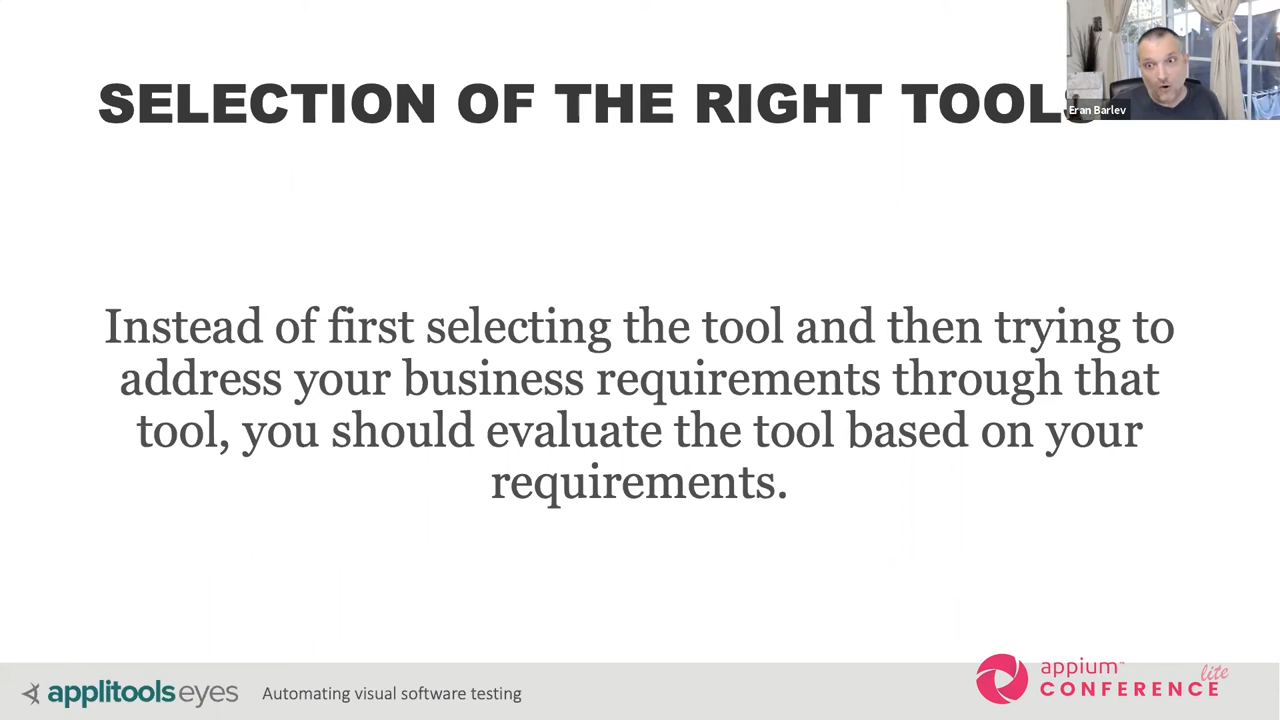 SELECTION OF THE RIGHT TOOLS
Eran Barlev
Instead of first selecting the tool and then trying to
address your business requirements through that
tool, you should evaluate the tool based on your
requirements.
applitools eyes
Automating visual software testing
appium™
lite
CONFERENCE